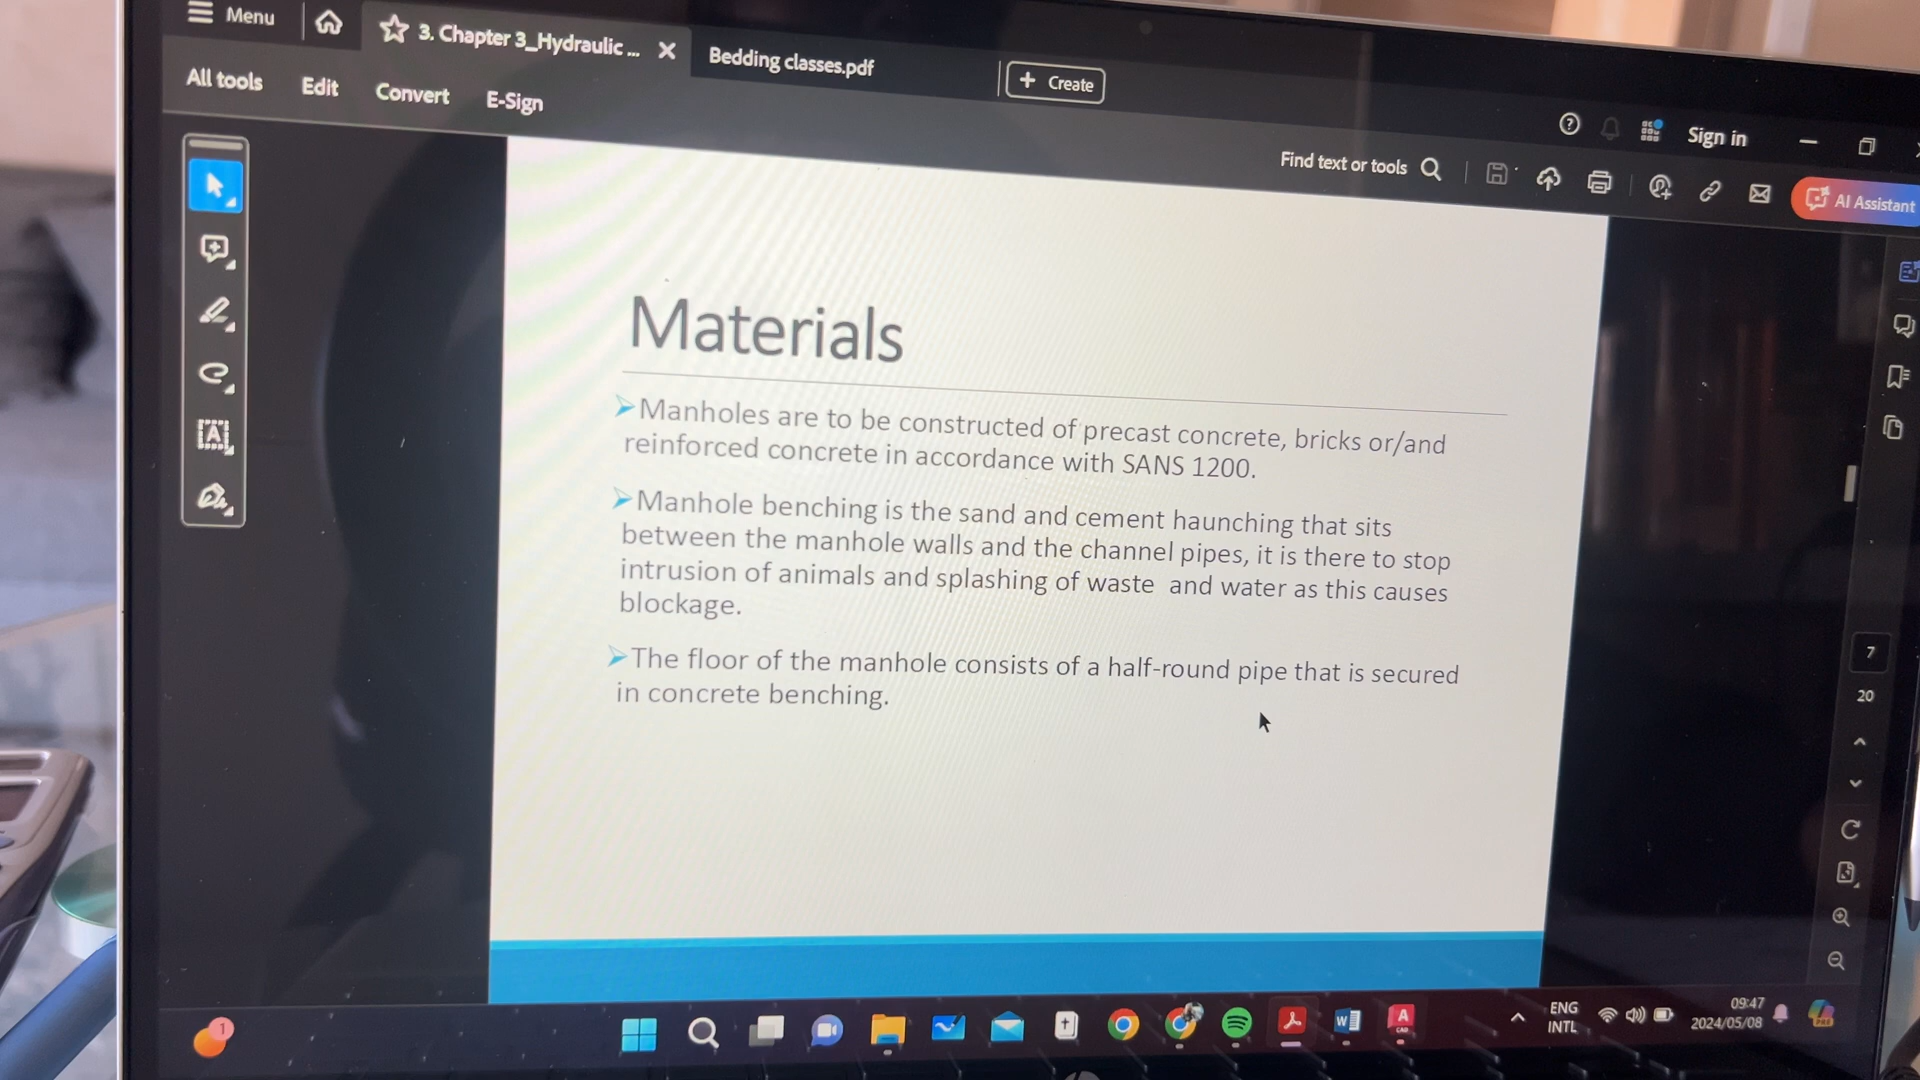 Menu
3. Chapter 3_Hydraulic ...
Bedding classes.pdf
Create
All tools
Edit
Convert
E-Sign
Sign in
Find text or tools
AI Assistant
Materials
Manholes are to be constructed of precast concrete, bricks or/and
reinforced concrete in accordance with SANS 1200.
Manhole benching is the sand and cement haunching that sits
between the manhole walls and the channel pipes, it is there to stop
intrusion of animals and splashing of waste and water as this causes
blockage.
The floor of the manhole consists of a half-round pipe that is secured
in concrete benching.
7
20
1
ENG
INTL
09:47
2024/05/08